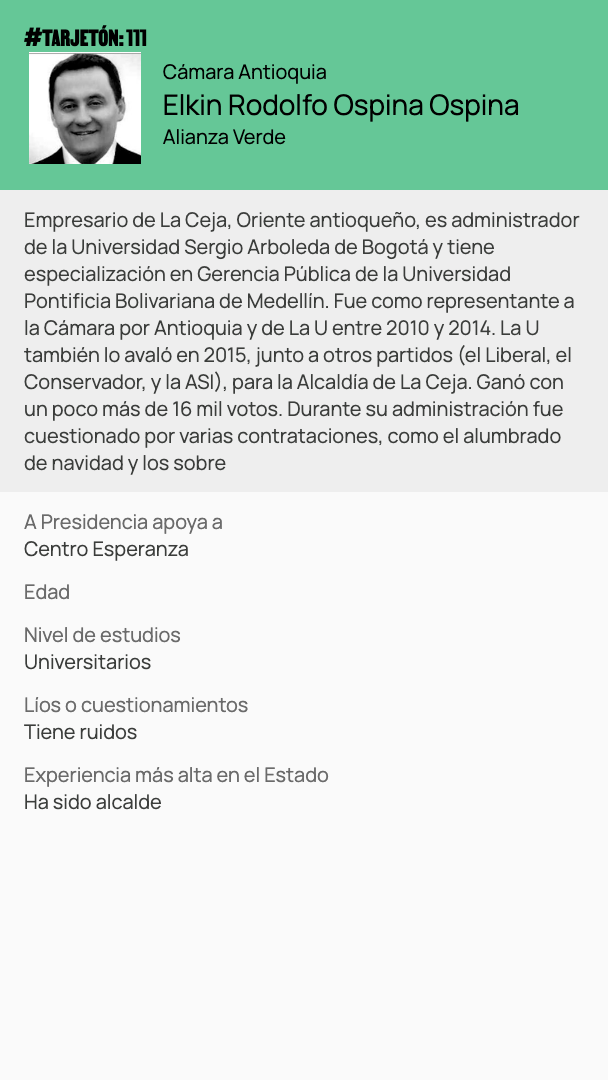 #TARJETÓN: 111
Cámara Antioquia
Elkin Rodolfo Ospina Ospina
Alianza Verde
Empresario de La Ceja, Oriente antioqueño, es administrador
de la Universidad Sergio Arboleda de Bogotá y tiene
especialización en Gerencia Pública de la Universidad
Pontificia Bolivariana de Medellín. Fue como representante a
la Cámara por Antioquia y de La U entre 2010 y 2014. La U
también lo avaló en 2015, junto a otros partidos (el Liberal, el
Conservador, y la ASI), para la Alcaldía de La Ceja. Ganó con
un poco más de 16 mil votos. Durante su administración fue
cuestionado por varias contrataciones, como el alumbrado
de navidad y los sobre
A Presidencia apoya a
Centro Esperanza
Edad
Nivel de estudios
Universitarios
Líos o cuestionamientos
Tiene ruidos
Experiencia más alta en el Estado
Ha sido alcalde